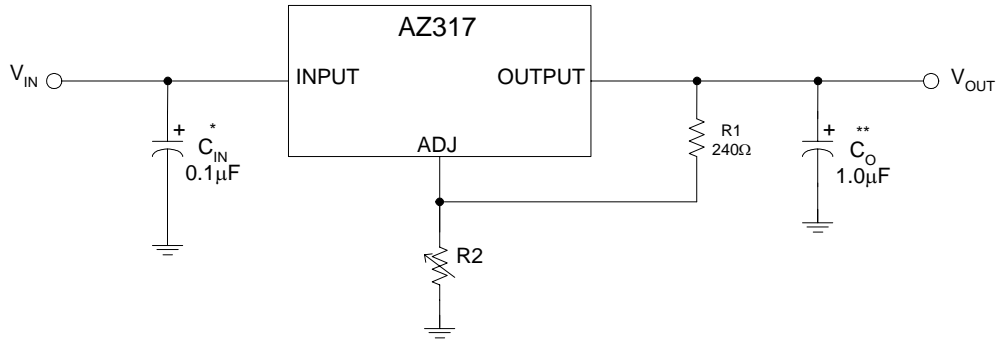 AZ317
V_IN
INPUT
OUTPUT
V_OUT
ADJ
+ *
C_IN
0.1μF
R1
240Ω
+ **
C_O
1.0μF
R2